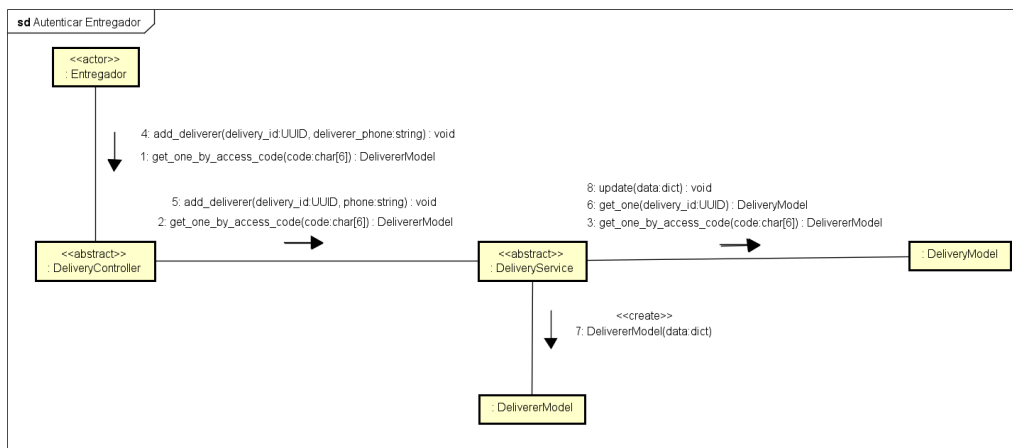 sd Autenticar Entregador
<<actor>>
: Entregador
4: add_deliverer(delivery_id:UUID, deliverer_phone:string) : void
1: get_one_by_access_code(code:char[6]) : DelivererModel
5: add_deliverer(delivery_id:UUID, phone:string) : void
2: get_one_by_access_code(code:char[6]) : DelivererModel
8: update(data:dict) : void
6: get_one(delivery_id:UUID) : DeliveryModel
3: get_one_by_access_code(code:char[6]) : DelivererModel
<<abstract>>
: DeliveryController
<<abstract>>
: DeliveryService
: DeliveryModel
<<create>>
7: DelivererModel(data:dict)
: DelivererModel